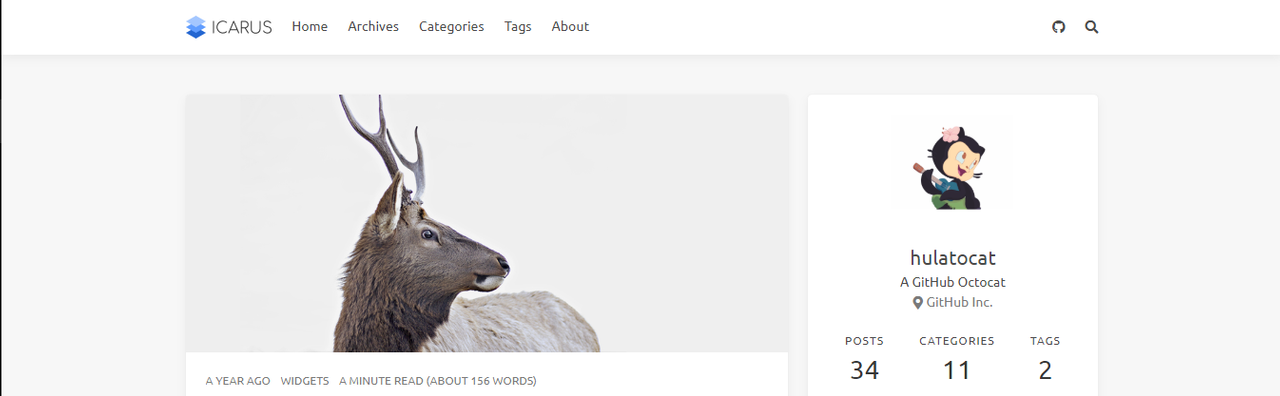 ICARUS Home Archives Categories Tags About
hulatocat
A GitHub Octocat
GitHub Inc.
POSTS CATEGORIES TAGS
34 11 2
A YEAR AGO WIDGETS A MINUTE READ (ABOUT 156 WORDS)